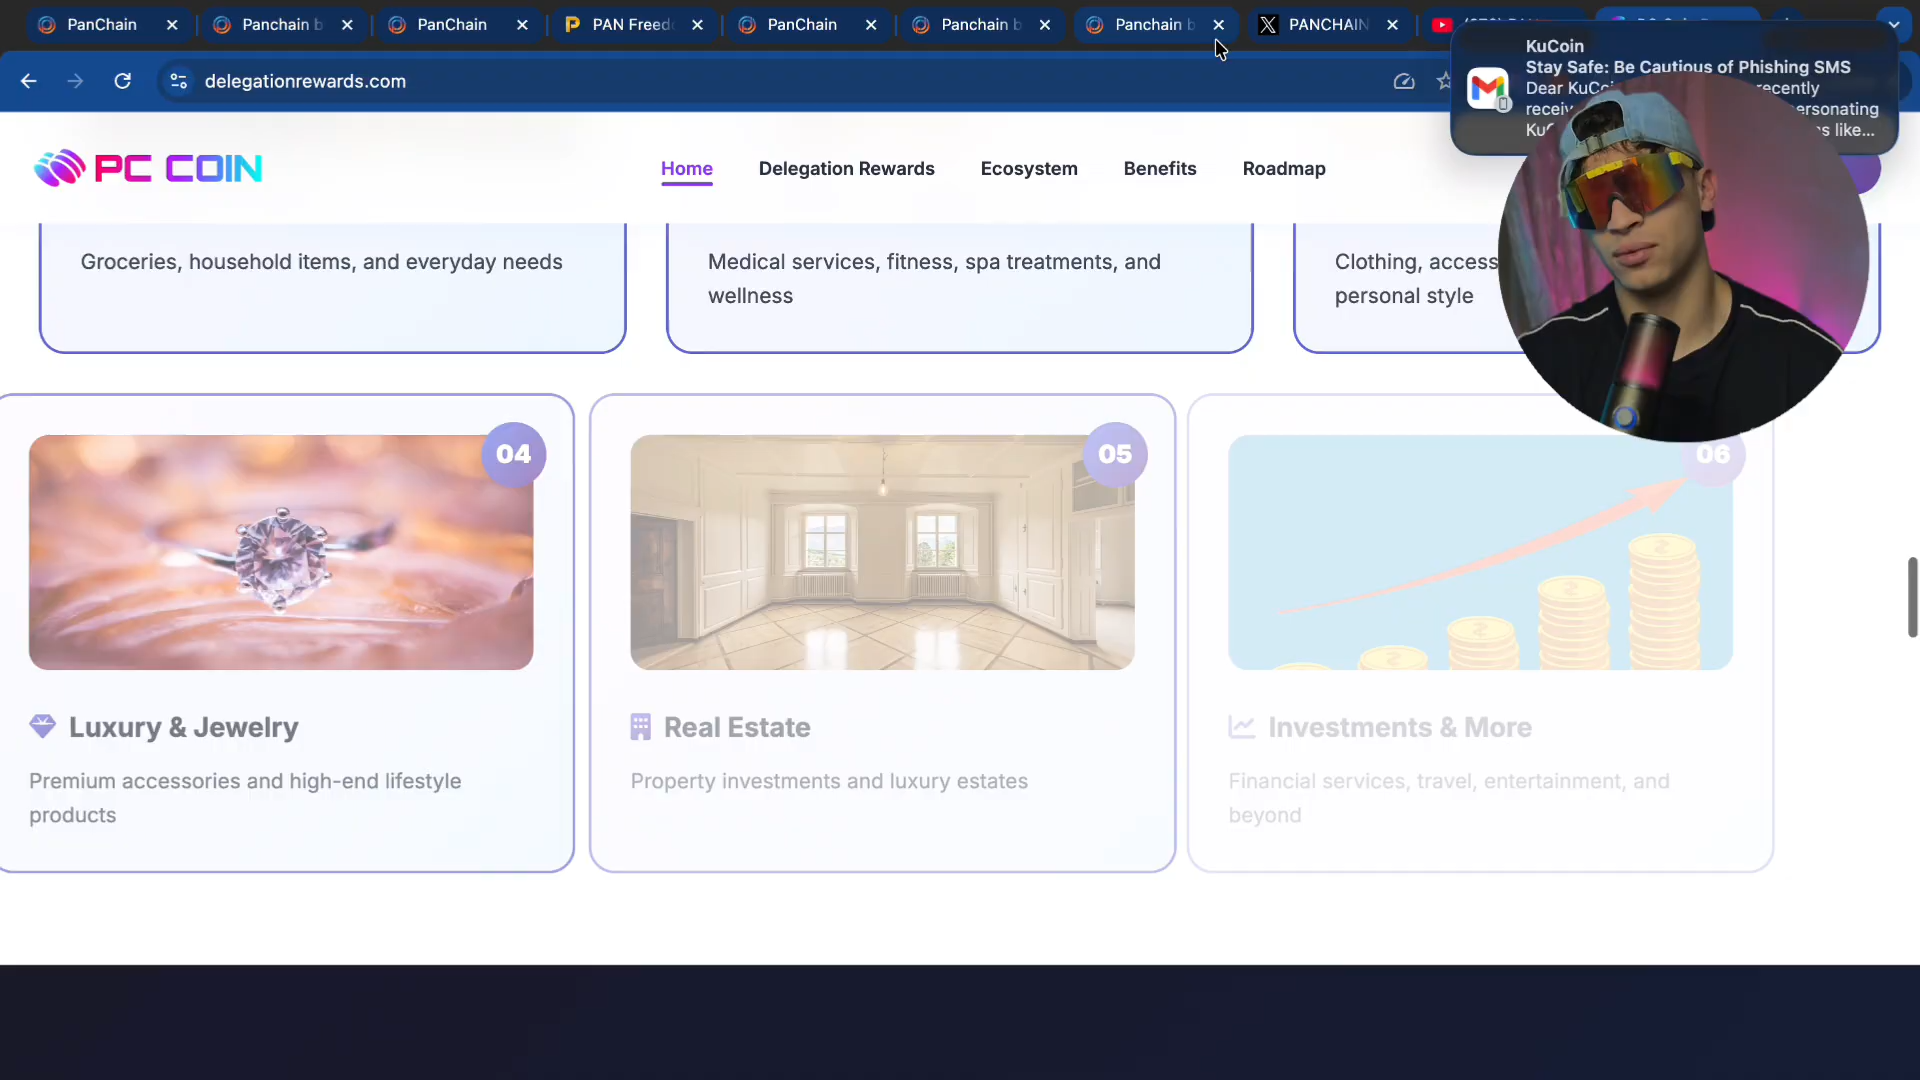 PanChain
Panchain b
PanChain
PAN Freed
PanChain
Panchain b
Panchain b
PANCHAIN
delegationrewards.com
KuCoin
Stay Safe: Be Cautious of Phishing SMS
Dear KuCoi recently
receiv ersonating
KuC s like...
PC COIN
Home
Delegation Rewards
Ecosystem
Benefits
Roadmap
Groceries, household items, and everyday needs
Medical services, fitness, spa treatments, and
wellness
Clothing, access
personal style
04
05
06
Luxury & Jewelry
Premium accessories and high-end lifestyle
products
Real Estate
Property investments and luxury estates
Investments & More
Financial services, travel, entertainment, and
beyond